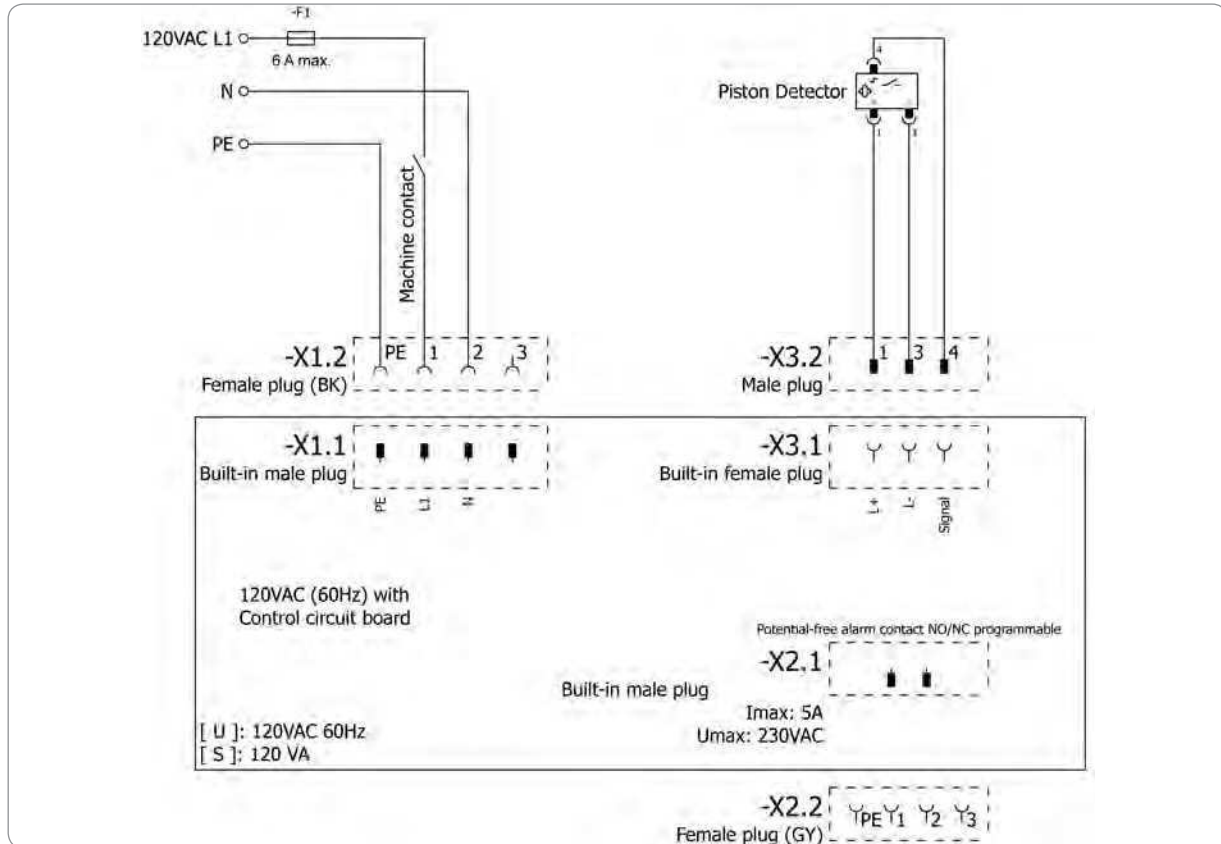 -F1
120VAC L1
6 A max.
N
PE
Machine contact
-X1.2
PE 1 2 3
Female plug (BK)
4
Piston Detector
1
-X3.2
1 3 4
Male plug
-X1.1
Built-in male plug
PE
L1
N
-X3.1
Built-in female plug
L+
L-
Signal
120VAC (60Hz) with
Control circuit board
Potential-free alarm contact NO/NC programmable
-X2.1
Built-in male plug
Imax: 5A
Umax: 230VAC
[ U ]: 120VAC 60Hz
[ S ]: 120 VA
-X2.2
PE 1 2 3
Female plug (GY)